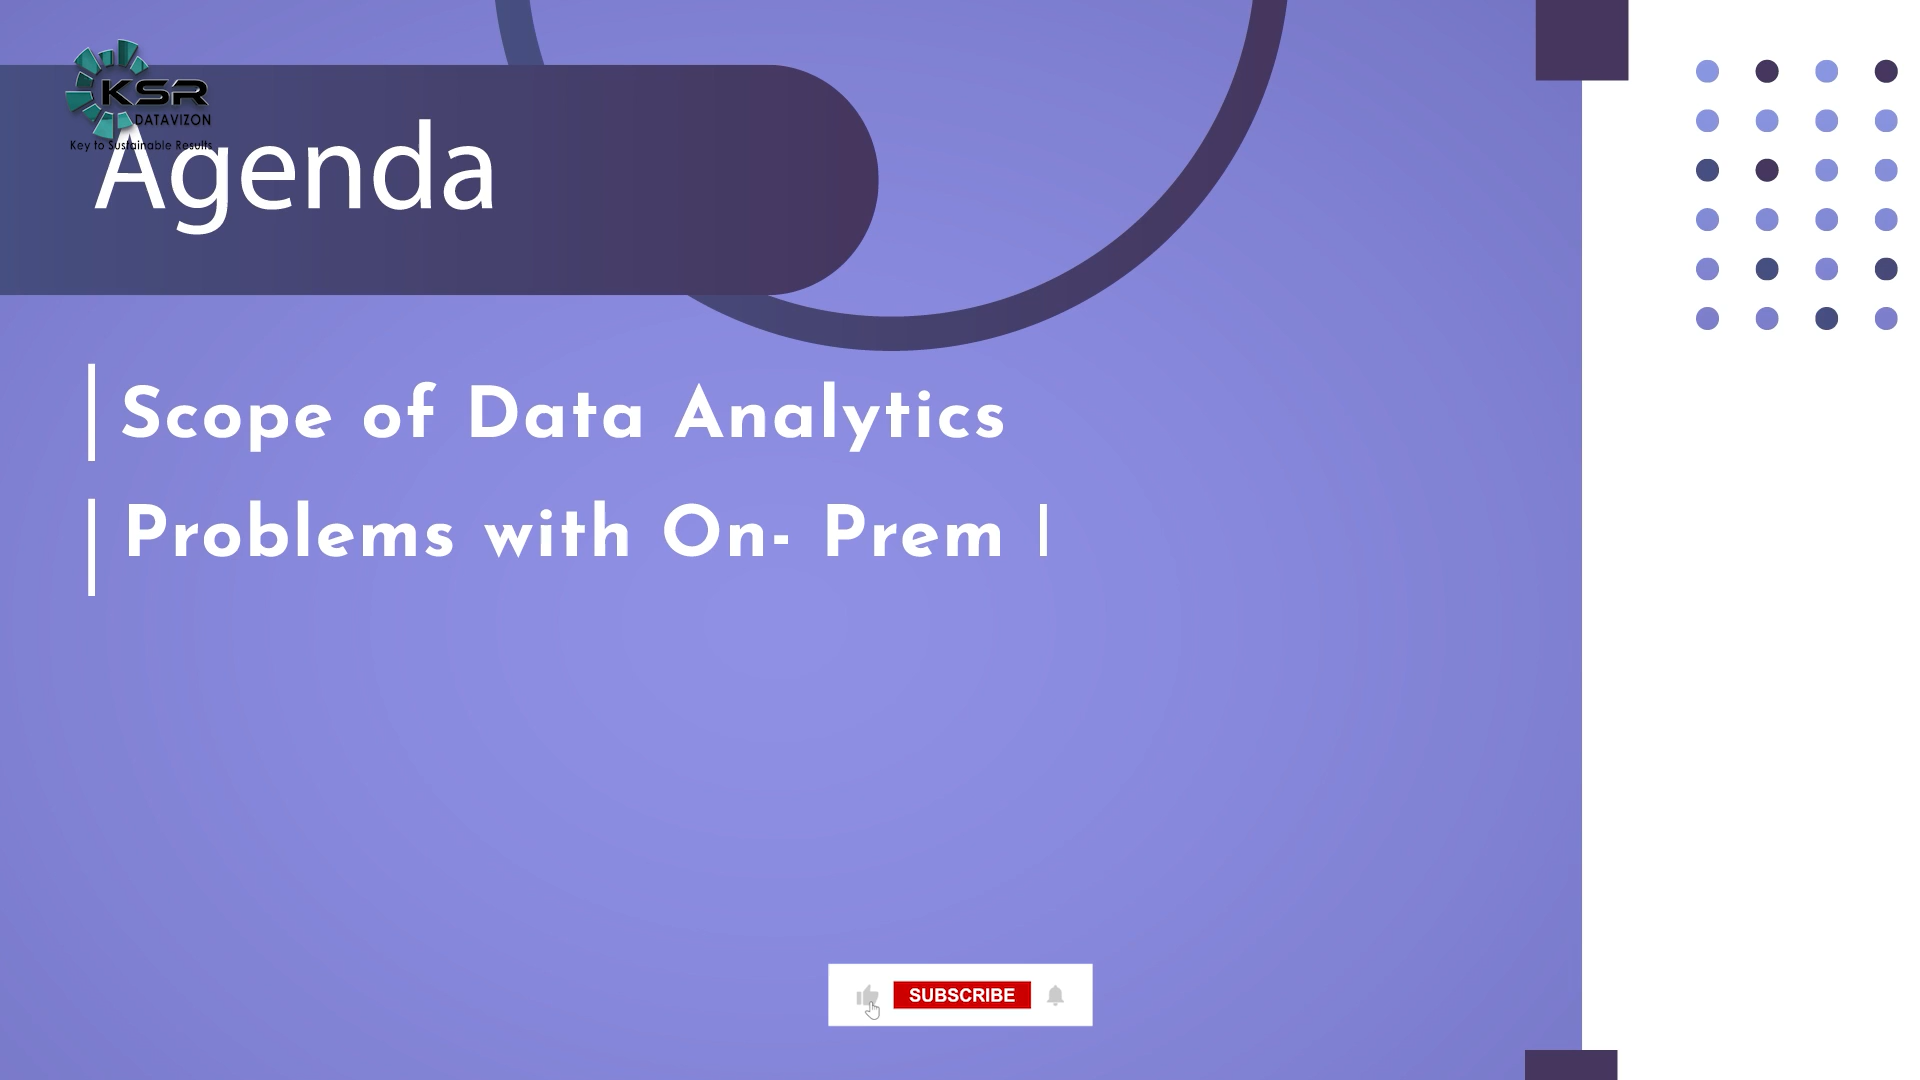 KSR
DATAVIZON
Key to Sustainable Results
Agenda
Scope of Data Analytics
Problems with On- Prem I
SUBSCRIBE